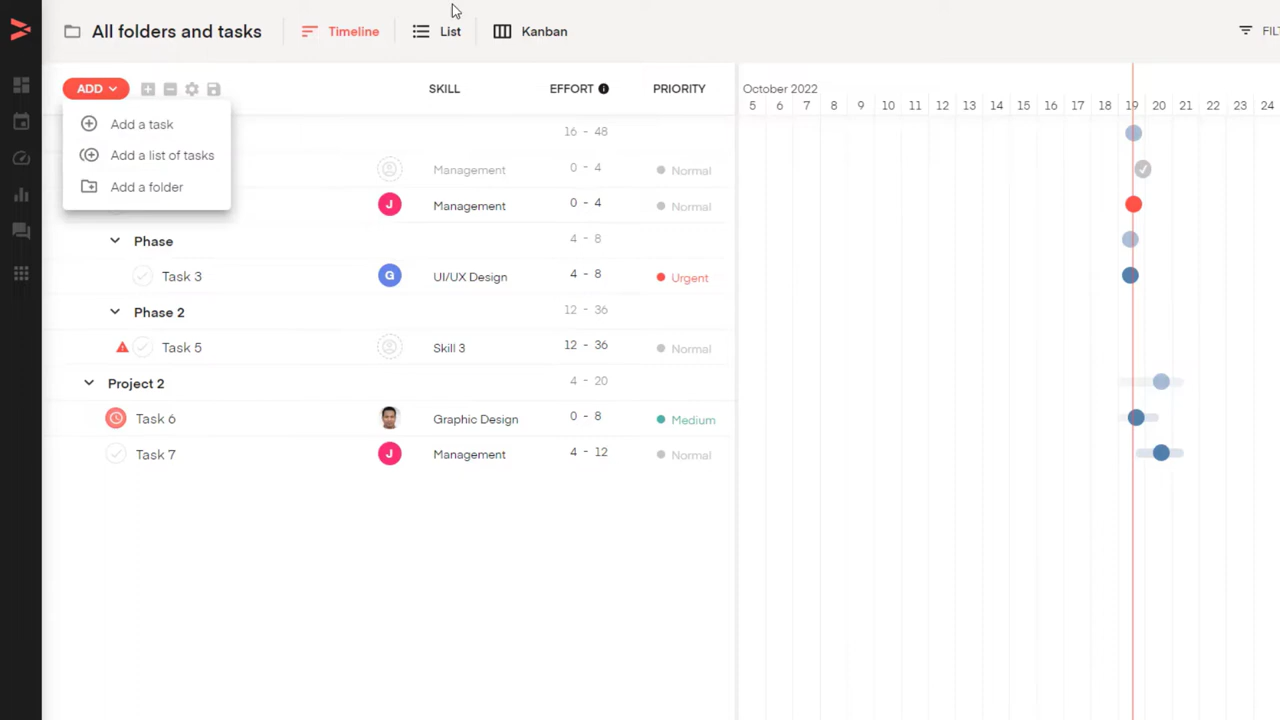 All folders and tasks
Timeline
List
Kanban
ADD
SKILL
EFFORT
PRIORITY
October 2022
5 6 7 8 9 10 11 12 13 14 15 16 17 18 19 20 21 22 23 24
Add a task
Add a list of tasks
Add a folder
16 - 48
Management 0 - 4 Normal
J Management 0 - 4 Normal
Phase 4 - 8
Task 3 G UI/UX Design 4 - 8 Urgent
Phase 2 12 - 36
Task 5 Skill 3 12 - 36 Normal
Project 2 4 - 20
Task 6 Graphic Design 0 - 8 Medium
Task 7 J Management 4 - 12 Normal